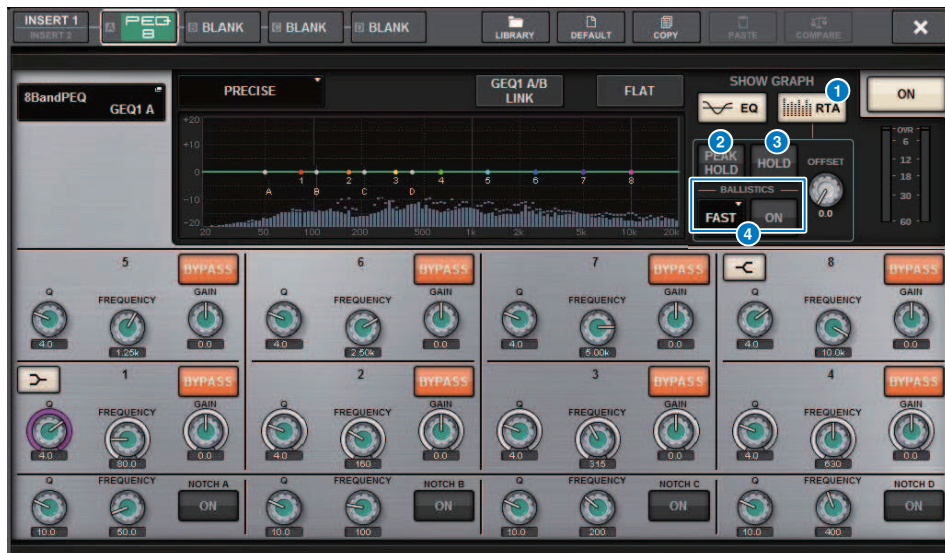 INSERT 1
INSERT 2
A PEQ 8
B BLANK
C BLANK
D BLANK
LIBRARY
DEFAULT
COPY
PASTE
COMPARE
8BandPEQ
GEQ1 A
PRECISE
GEQ1 A/B
LINK
FLAT
SHOW GRAPH
EQ
RTA
1
ON
2
3
PEAK
HOLD
HOLD
OFFSET
0.0
BALLISTICS
FAST
ON
4
OVR
6
12
18
30
60
+20
+10
0
-10
-20
1 2 3 4 5 6 7 8
A B C D
20 50 100 200 500 1k 2k 5k 10k 20k
5 BYPASS 6 BYPASS 7 BYPASS 8 BYPASS
Q FREQUENCY GAIN Q FREQUENCY GAIN Q FREQUENCY GAIN Q FREQUENCY GAIN
4.0 1.25k 0.0 4.0 2.50k 0.0 4.0 5.00k 0.0 4.0 10.0k 0.0
1 BYPASS 2 BYPASS 3 BYPASS 4 BYPASS
Q FREQUENCY GAIN Q FREQUENCY GAIN Q FREQUENCY GAIN Q FREQUENCY GAIN
4.0 80.0 0.0 4.0 160 0.0 4.0 315 0.0 4.0 630 0.0
Q FREQUENCY NOTCH A Q FREQUENCY NOTCH B Q FREQUENCY NOTCH C Q FREQUENCY NOTCH D
ON ON ON ON
10.0 50.0 10.0 100 10.0 200 10.0 400